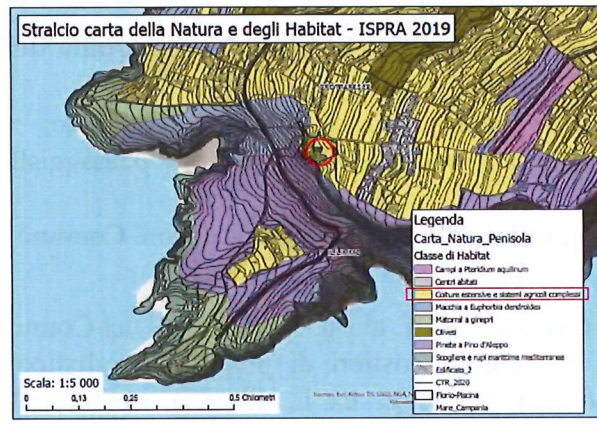 Stralcio carta della Natura e degli Habitat - ISPRA 2019
Legenda
Carta_Natura_Penisola
Classe di Habitat
Campi a Pteridium aquilinum
Centri abitati
Colture estensive e sistemi agricoli complessi
Macchia a Euphorbia dendroides
Matorral a ginepri
Oliveti
Pinete a Pino d'Aleppo
Scogliere e rupi marittime mediterranee
Edificato_2
CTR_2020
Florio-Piscina
Mare_Campania
Scala: 1:5 000
0 0,13 0,25 0,5 Chilometri